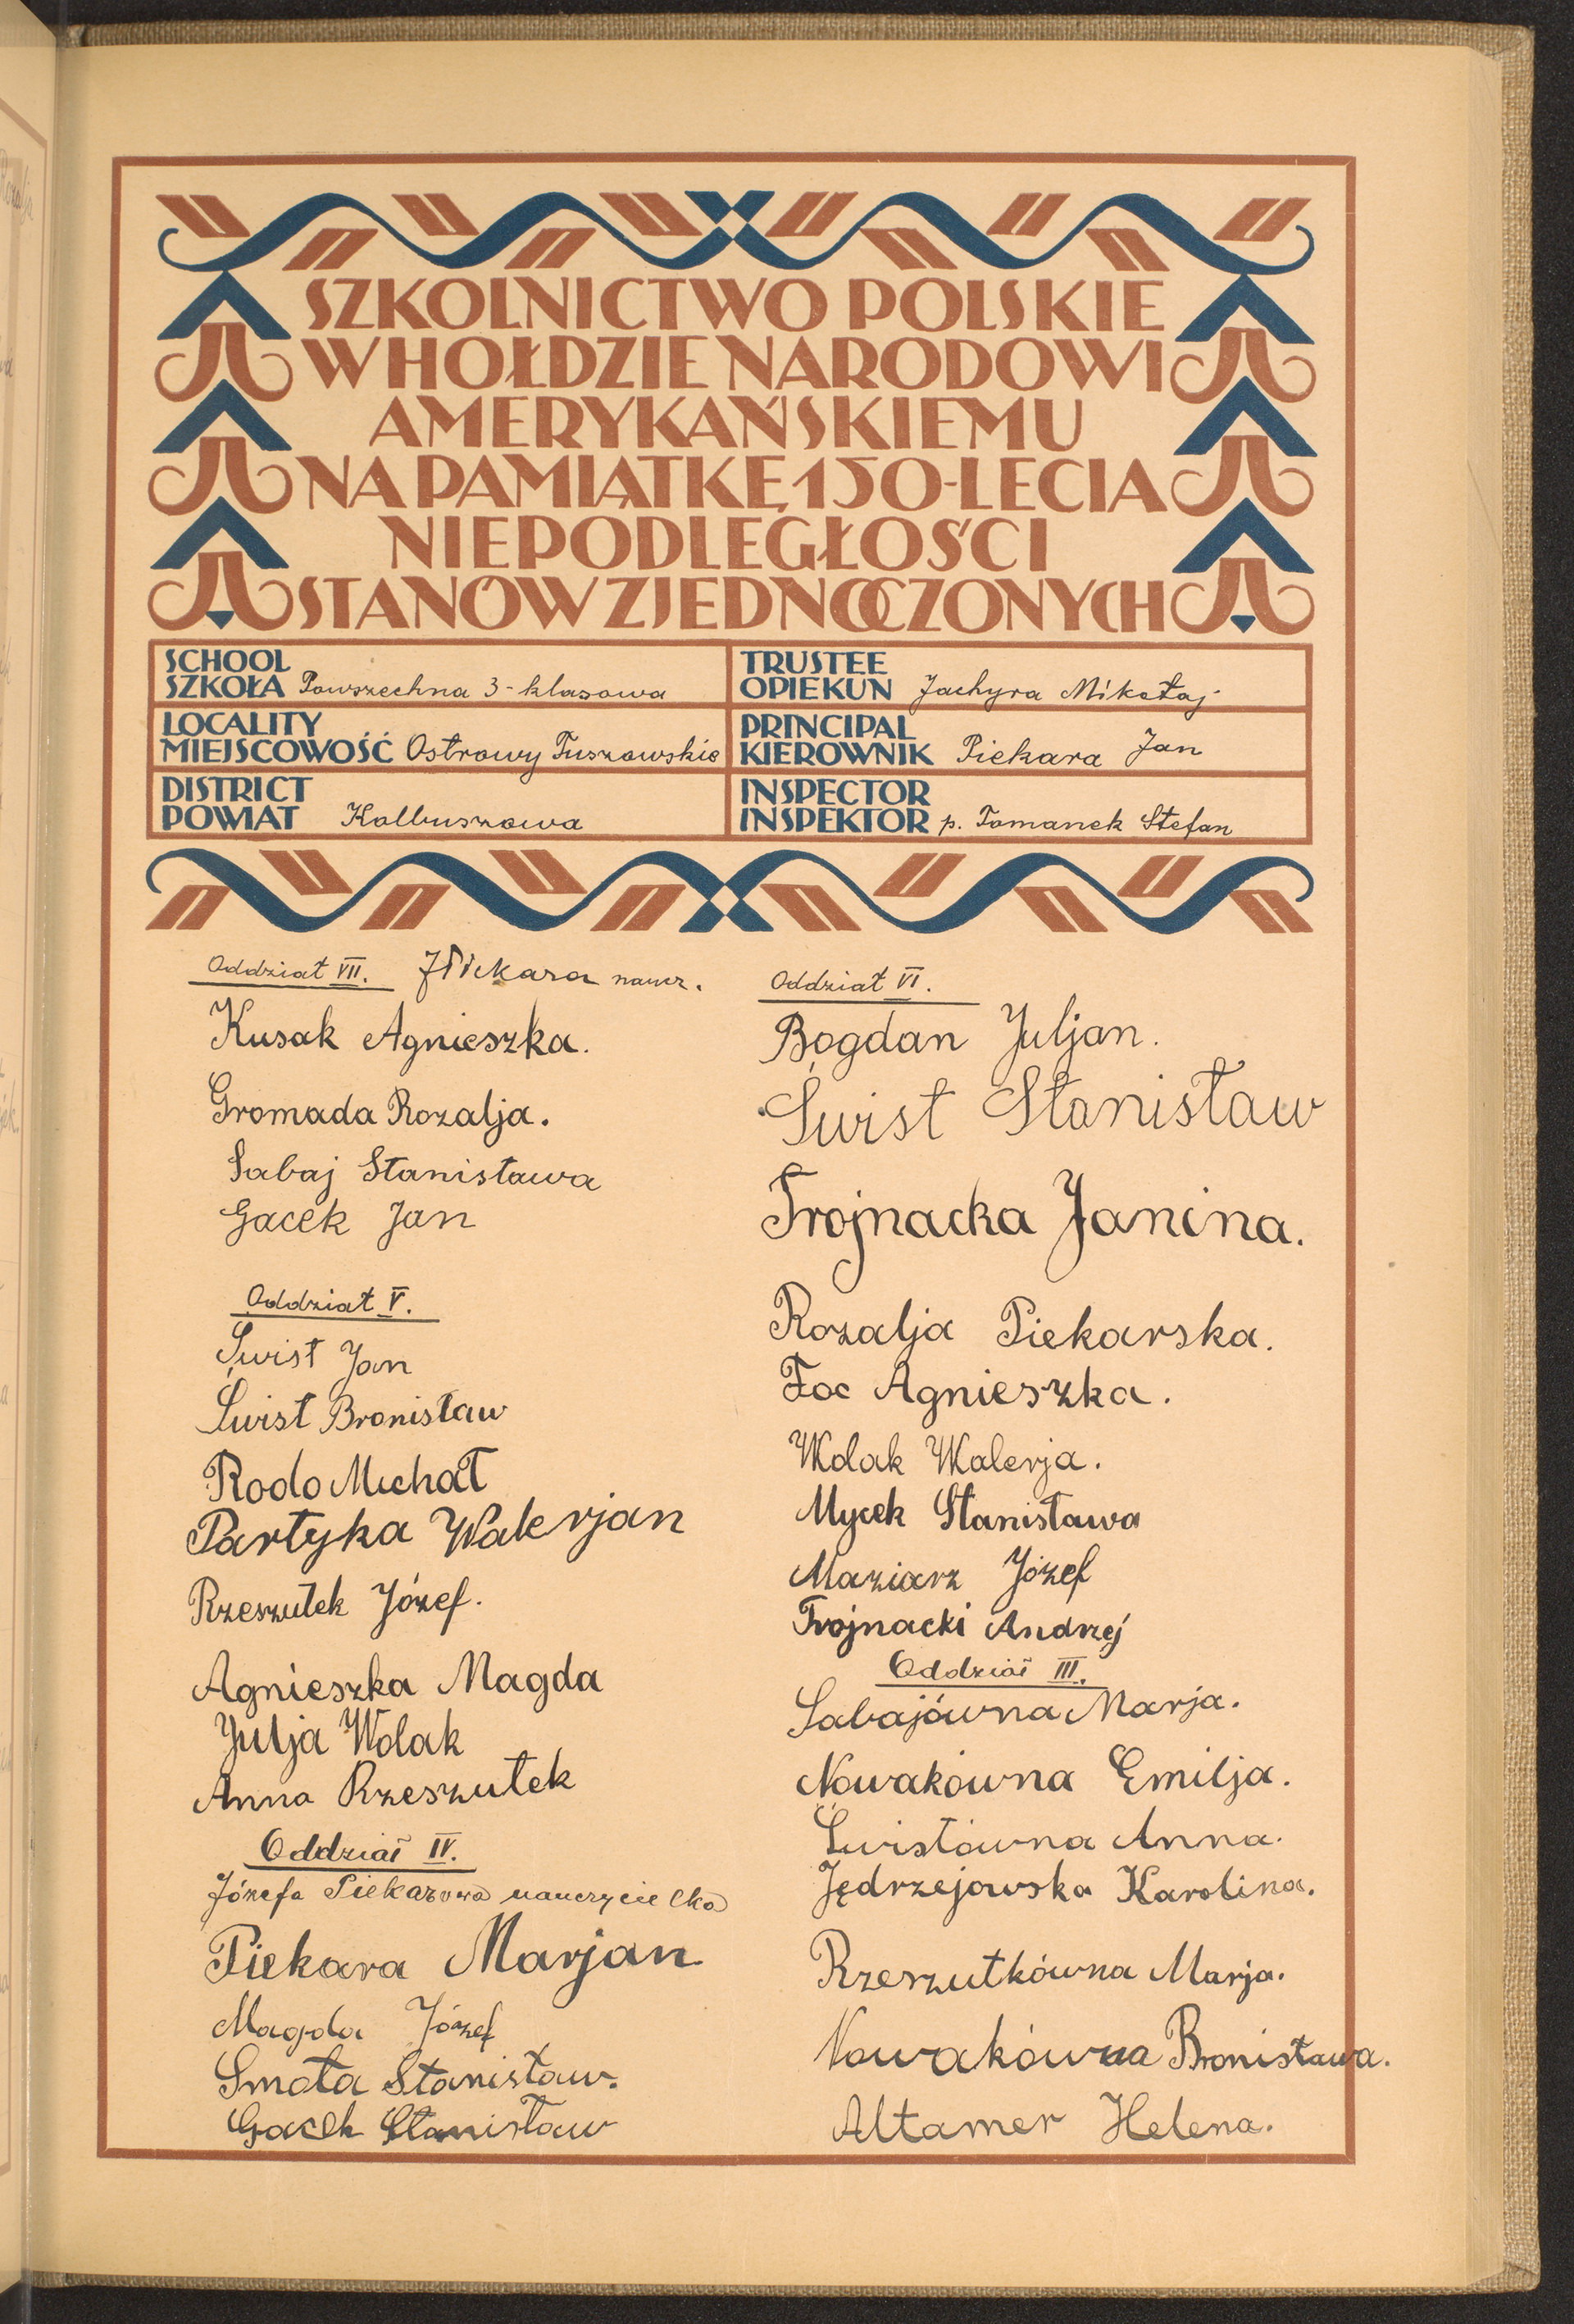 SZKOLNICTWO POLSKIE
W HOŁDZIE NARODOWI
AMERYKAŃSKIEMU
NA PAMIĄTKĘ 150-LECIA
NIEPODLEGŁOŚCI
STANÓW ZJEDNOCZONYCH
SCHOOL
SZKOŁA Powszechna 3-klasowa
LOCALITY
MIEJSCOWOŚĆ Ostrowy Tuszowskie
DISTRICT
POWIAT Kolbuszowa
TRUSTEE
OPIEKUN Jachyra Mikołaj
PRINCIPAL
KIEROWNIK Piekara Jan
INSPECTOR
INSPEKTOR p. Tomanek Stefan
Oddział VII. JPiekara naucz.
Kusak Agnieszka.
Gromada Rozalja.
Sabaj Stanisława
Gacek Jan
Oddział V.
Świst Jan
Świst Bronisław
Rodo Michał
Partyka Walerjan
Rzeszutek Józef.
Agnieszka Magda
Julja Wolak
Anna Rzeszutek
Oddział IV.
Józefa Piekarowa nauczycielka
Piekara Marjan
Magda Józef
Smoła Stanisław.
Gacek Stanisław
Oddział VI.
Bogdan Juljan.
Świst Stanisław
Trojnacka Janina.
Rozalja Piekarska.
Foc Agnieszka.
Wolak Walerja.
Mycek Stanisława
Maziarz Józef
Trojnacki Andrzej
Oddział III.
Sabajówna Marja.
Nowakówna Emilja.
Świstówna Anna.
Jędrzejowska Karolina.
Rzeszutkówna Marja.
Nowakówna Bronisława.
Altamer Helena.